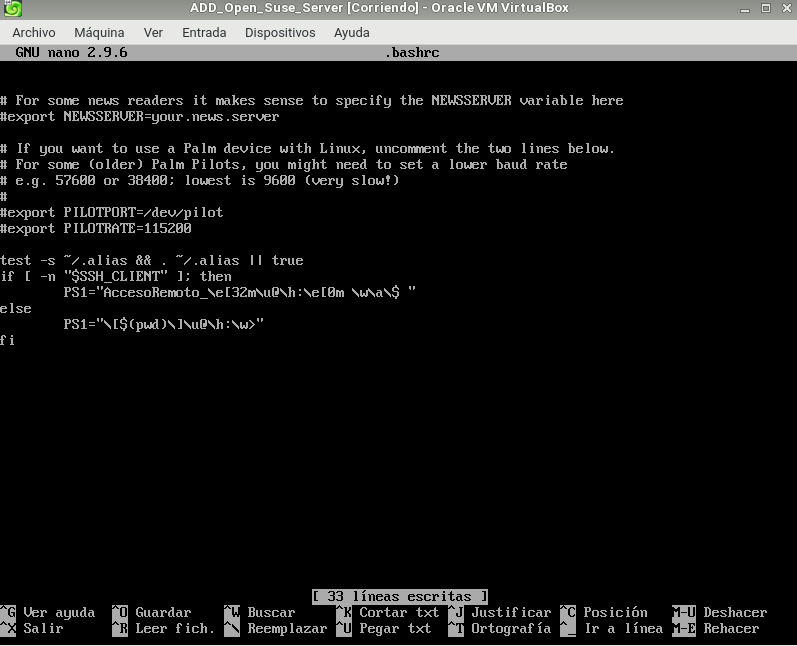 ADD_Open_Suse_Server [Corriendo] - Oracle VM VirtualBox
Archivo Máquina Ver Entrada Dispositivos Ayuda
GNU nano 2.9.6 .bashrc
# For some news readers it makes sense to specify the NEWSSERVER variable here
#export NEWSSERVER=your.news.server
# If you want to use a Palm device with Linux, uncomment the two lines below.
# For some (older) Palm Pilots, you might need to set a lower baud rate
# e.g. 57600 or 38400; lowest is 9600 (very slow!)
#
#export PILOTPORT=/dev/pilot
#export PILOTRATE=115200
test -s ~/.alias && . ~/.alias || true
if [ -n "$SSH_CLIENT" ]; then
PS1="AccesoRemoto_\e[32m\u@\h:\e[0m \w\a\$ "
else
PS1="\[$(pwd)\]\u@\h:\w>"
fi
[ 33 líneas escritas ]
^G Ver ayuda ^O Guardar ^W Buscar ^K Cortar txt ^J Justificar ^C Posición M-U Deshacer
^X Salir ^R Leer fich. ^\ Reemplazar ^U Pegar txt ^T Ortografía ^_ Ir a línea M-E Rehacer